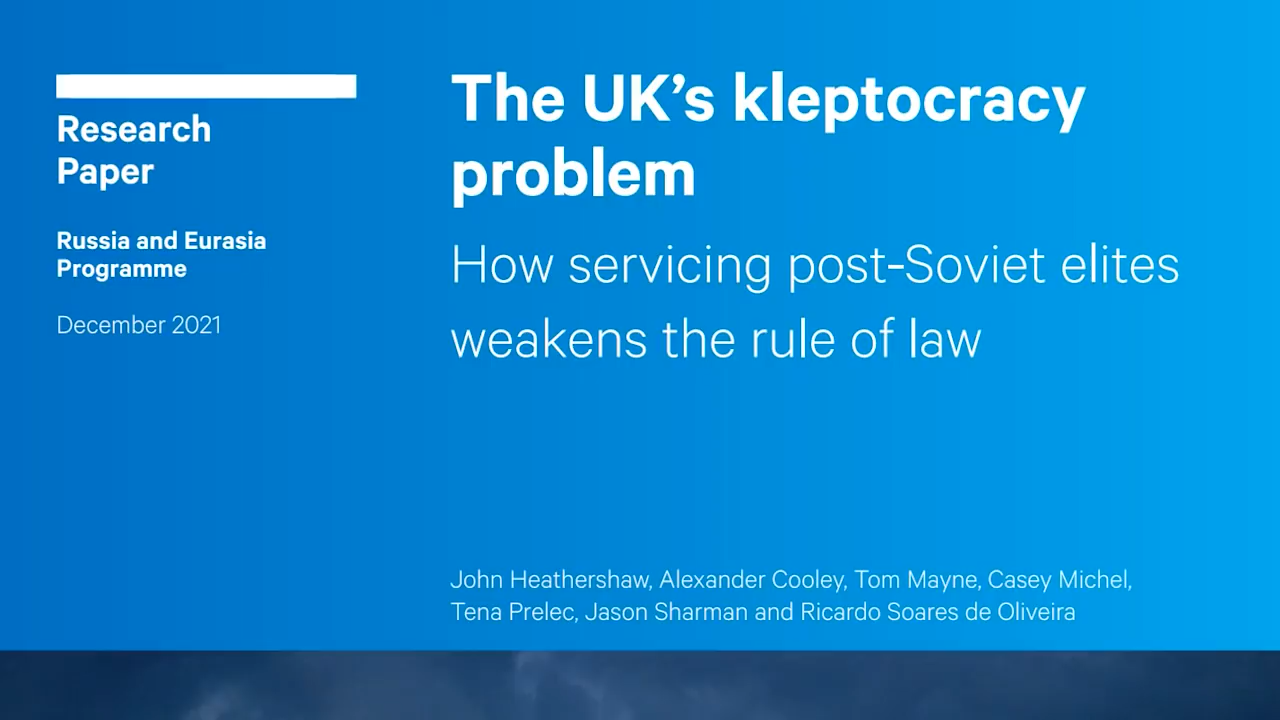 Research
Paper
Russia and Eurasia
Programme
December 2021
The UK’s kleptocracy
problem
How servicing post-Soviet elites
weakens the rule of law
John Heathershaw, Alexander Cooley, Tom Mayne, Casey Michel,
Tena Prelec, Jason Sharman and Ricardo Soares de Oliveira